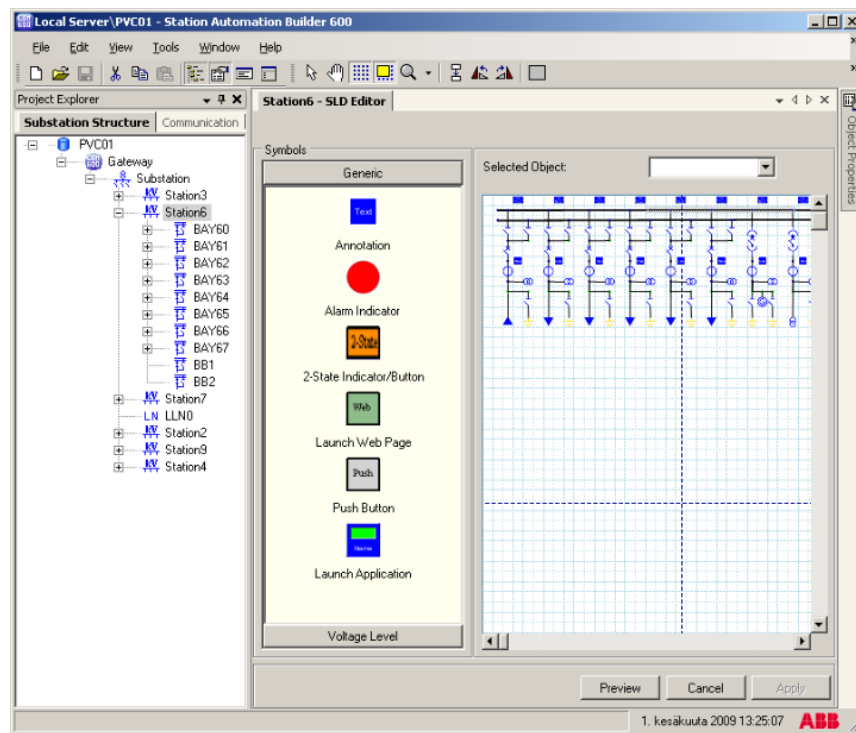 Local Server\PVC01 - Station Automation Builder 600
File Edit View Tools Window Help
Project Explorer
Substation Structure Communication
PVC01
Gateway
Substation
Station3
Station6
BAY60
BAY61
BAY62
BAY63
BAY64
BAY65
BAY66
BAY67
BB1
BB2
Station7
LN LLN0
Station2
Station9
Station4
Station6 - SLD Editor
Symbols
Generic
Text
Annotation
Alarm Indicator
2-State
2-State Indicator/Button
Web
Launch Web Page
Push
Push Button
Name
Launch Application
Voltage Level
Selected Object:
Object Properties
Preview Cancel Apply
1. kesäkuuta 2009 13:25:07 ABB